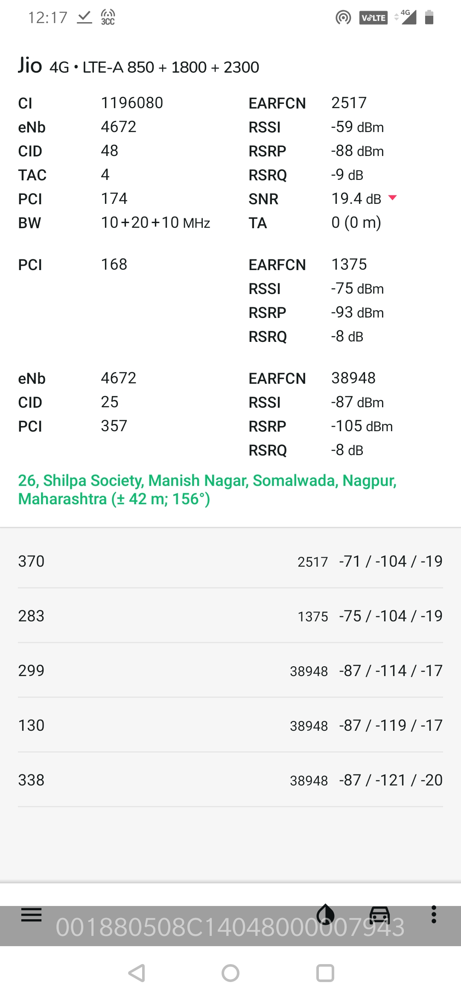 12:17 3CC VoLTE 4G
Jio 4G • LTE-A 850 + 1800 + 2300
CI 1196080 EARFCN 2517
eNb 4672 RSSI -59 dBm
CID 48 RSRP -88 dBm
TAC 4 RSRQ -9 dB
PCI 174 SNR 19.4 dB
BW 10+20+10 MHz TA 0 (0 m)
PCI 168 EARFCN 1375
RSSI -75 dBm
RSRP -93 dBm
RSRQ -8 dB
eNb 4672 EARFCN 38948
CID 25 RSSI -87 dBm
PCI 357 RSRP -105 dBm
RSRQ -8 dB
26, Shilpa Society, Manish Nagar, Somalwada, Nagpur,
Maharashtra (± 42 m; 156°)
370 2517 -71 / -104 / -19
283 1375 -75 / -104 / -19
299 38948 -87 / -114 / -17
130 38948 -87 / -119 / -17
338 38948 -87 / -121 / -20
001880508C14048000007943